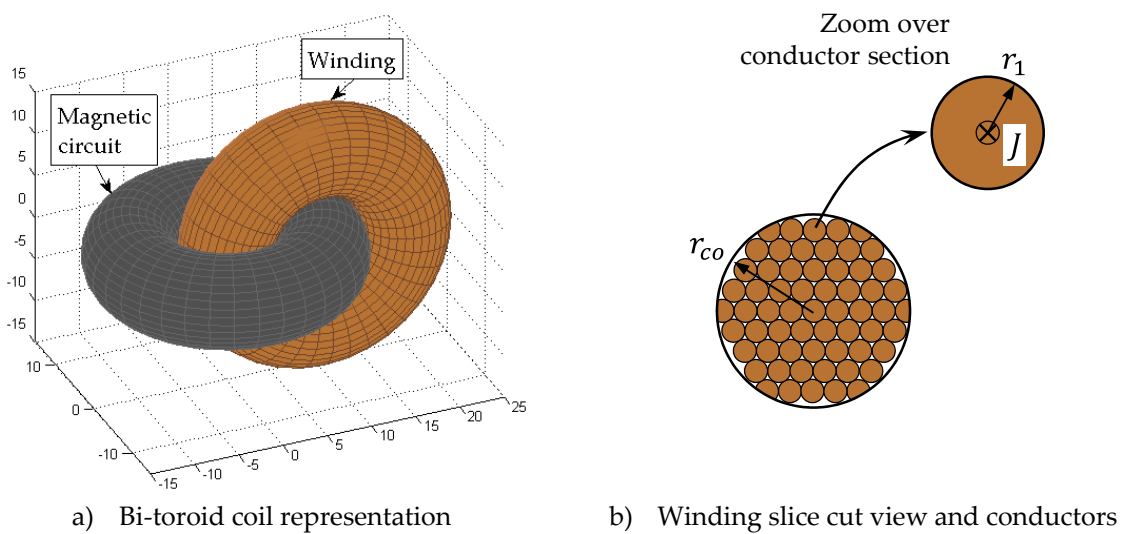 Zoom over
conductor section
Winding
Magnetic
circuit
15
10
5
0
-5
-10
-15
10
0
-10
-15
-10
-5
0
5
10
15
20
25
r₁
J
r_co
a) Bi-toroid coil representation
b) Winding slice cut view and conductors